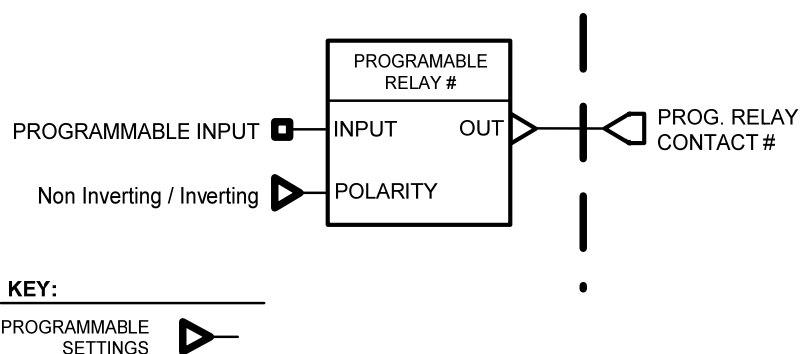 PROGRAMABLE
RELAY #
PROGRAMMABLE INPUT
INPUT
OUT
PROG. RELAY
CONTACT #
Non Inverting / Inverting
POLARITY
KEY:
PROGRAMMABLE
SETTINGS